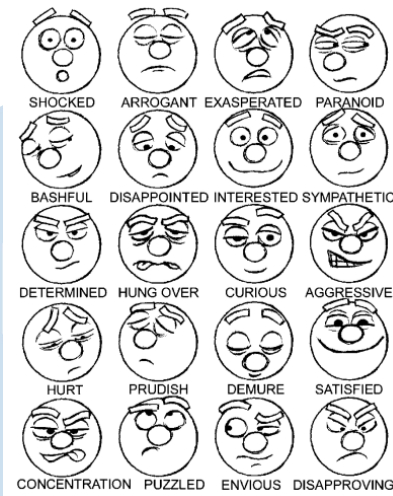 SHOCKED ARROGANT EXASPERATED PARANOID
BASHFUL DISAPPOINTED INTERESTED SYMPATHETIC
DETERMINED HUNG OVER CURIOUS AGGRESSIVE
HURT PRUDISH DEMURE SATISFIED
CONCENTRATION PUZZLED ENVIOUS DISAPPROVING